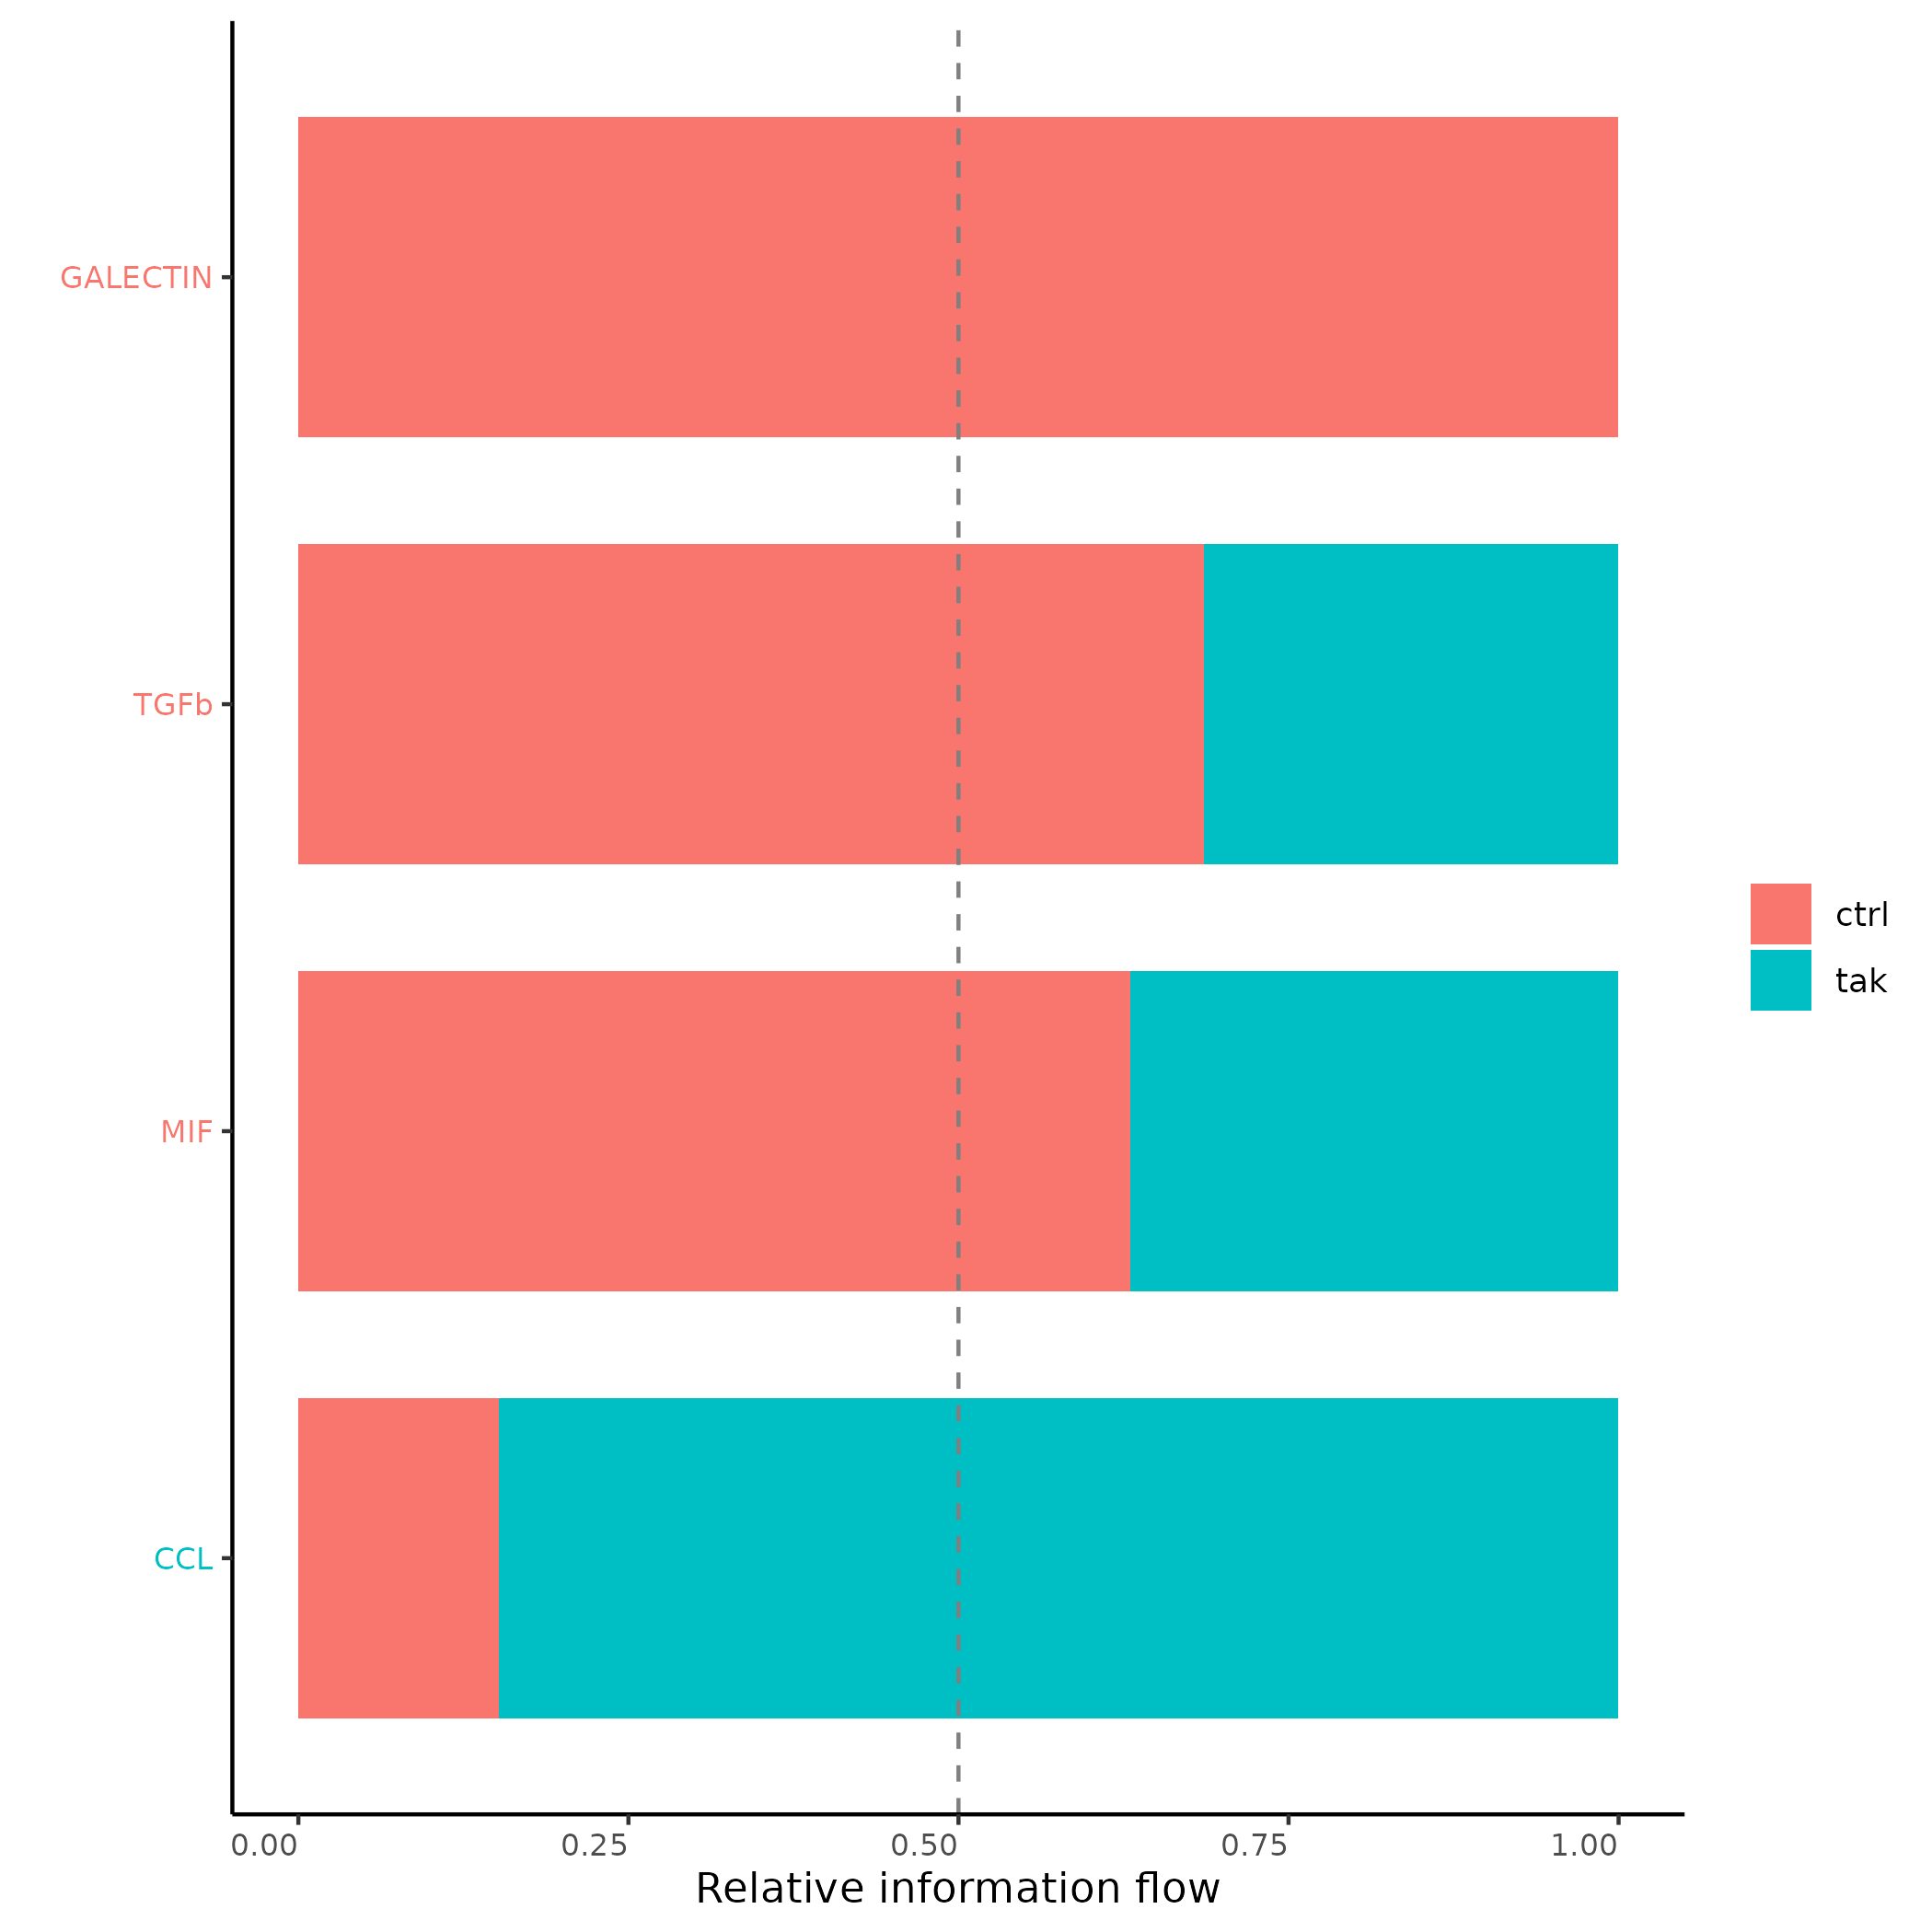 GALECTIN
TGFb
MIF
CCL
0.00 0.25 0.50 0.75 1.00
Relative information flow
ctrl
tak